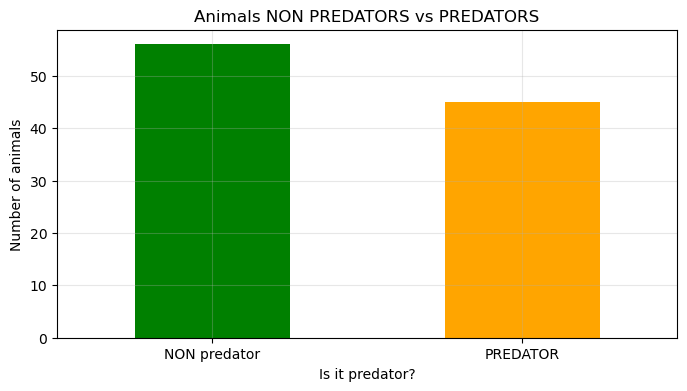 Animals NON PREDATORS vs PREDATORS
Number of animals
50
40
30
20
10
0
NON predator
PREDATOR
Is it predator?